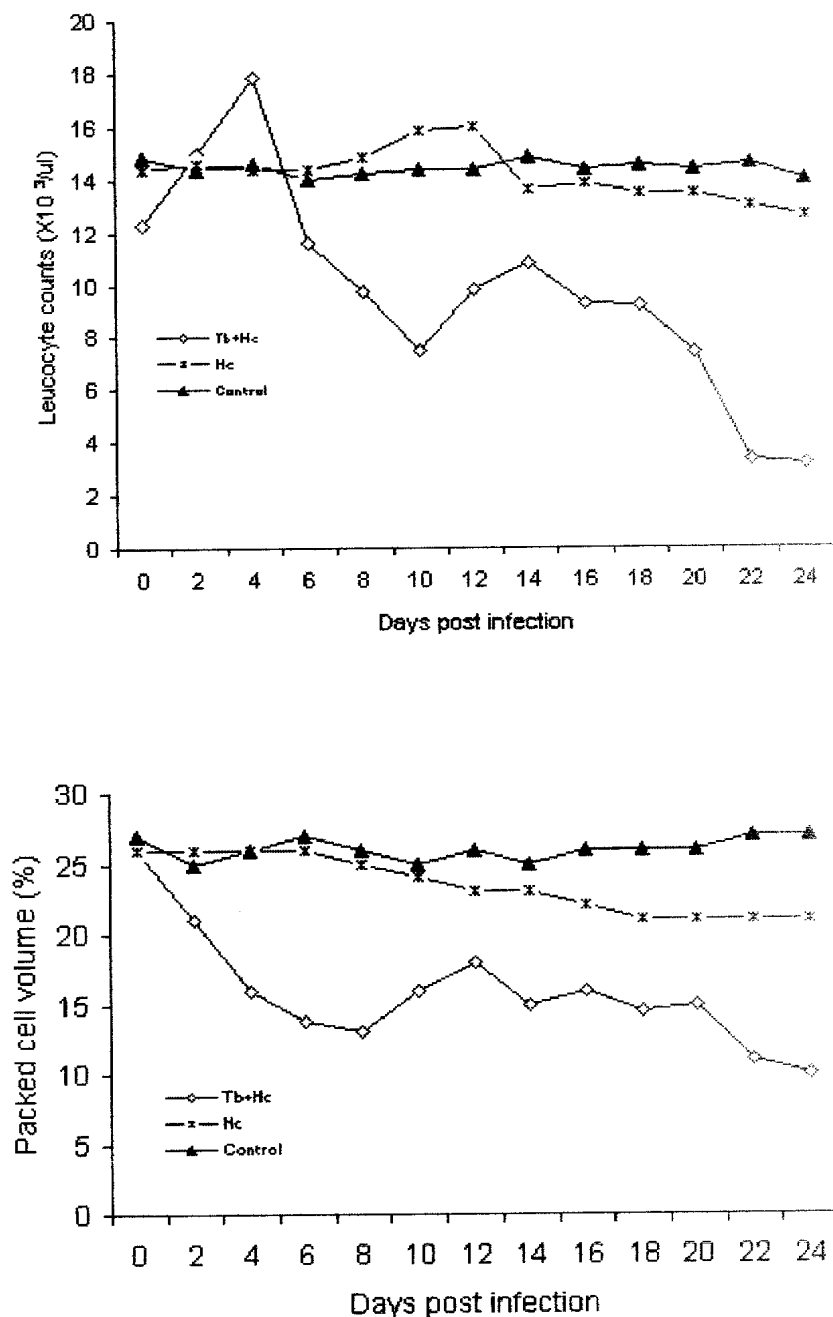 20
18
16
14
12
10
8
6
4
2
0
Leucocyte counts (X10 ³/ul)
Tb+Hc
Hc
Control
0 2 4 6 8 10 12 14 16 18 20 22 24
Days post infection
30
25
20
15
10
5
0
Packed cell volume (%)
Tb+Hc
Hc
Control
0 2 4 6 8 10 12 14 16 18 20 22 24
Days post infection